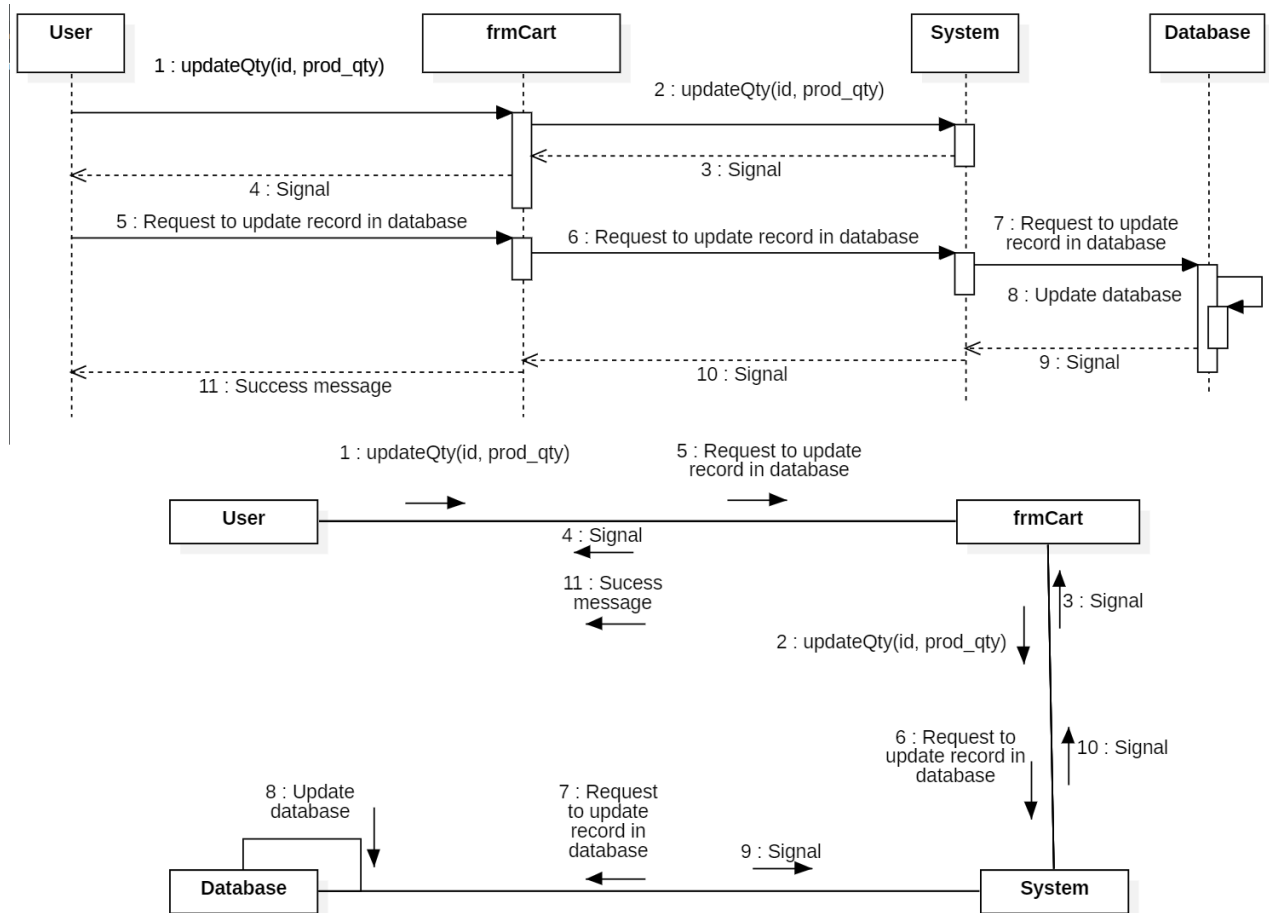 User
frmCart
System
Database
1 : updateQty(id, prod_qty)
2 : updateQty(id, prod_qty)
3 : Signal
4 : Signal
5 : Request to update record in database
6 : Request to update record in database
7 : Request to update
record in database
8 : Update database
9 : Signal
10 : Signal
11 : Success message
1 : updateQty(id, prod_qty)
5 : Request to update
record in database
User
frmCart
4 : Signal
11 : Sucess
message
3 : Signal
2 : updateQty(id, prod_qty)
6 : Request to
update record in
database
10 : Signal
8 : Update
database
7 : Request
to update
record in
database
9 : Signal
Database
System